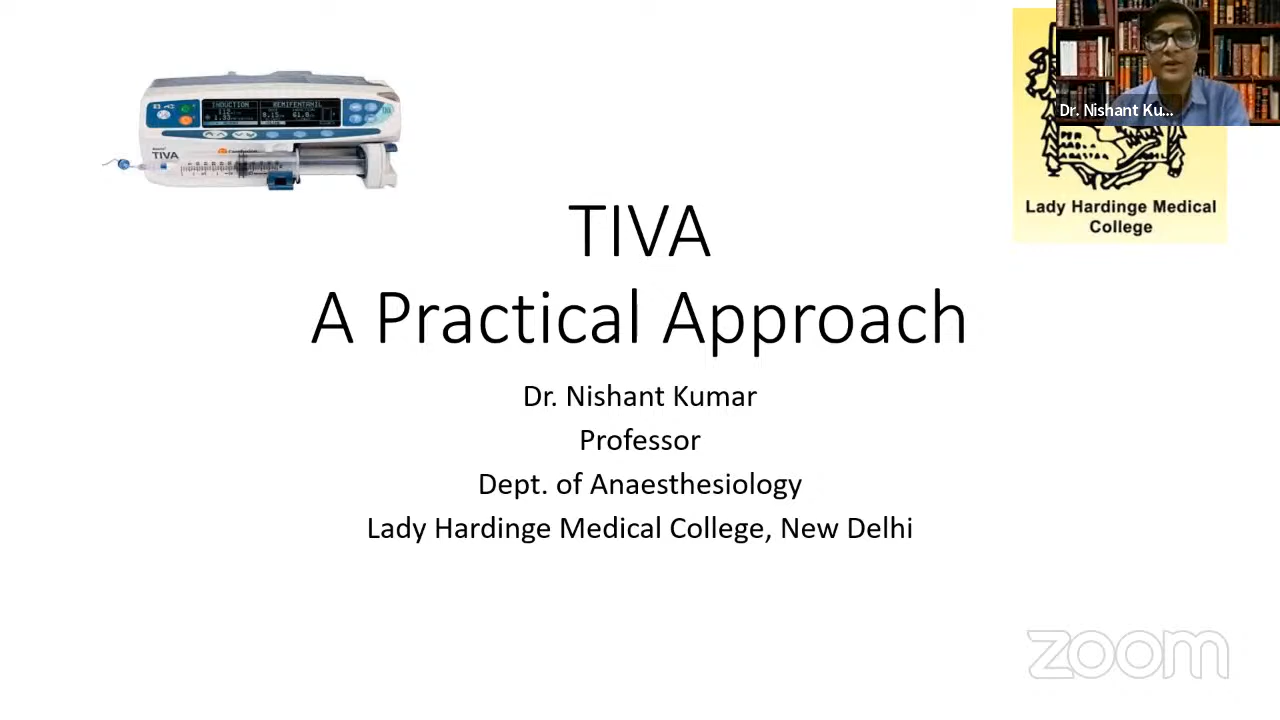 Dr. Nishant Ku...
INDUCTION
REMIFENTANIL
TIVA
Lady Hardinge Medical
College
TIVA
A Practical Approach
Dr. Nishant Kumar
Professor
Dept. of Anaesthesiology
Lady Hardinge Medical College, New Delhi
zoom